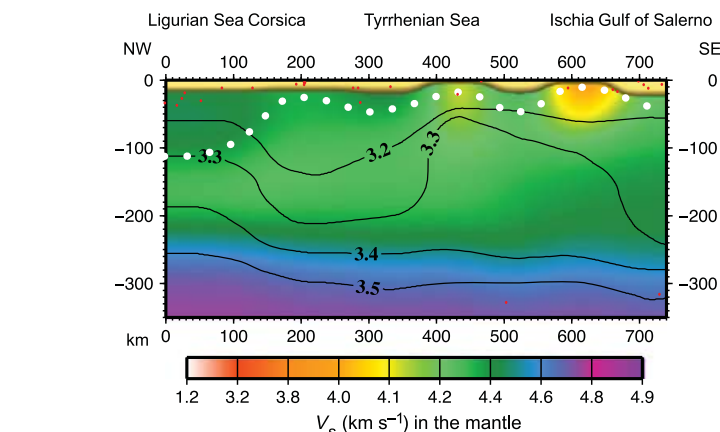 Ligurian Sea Corsica Tyrrhenian Sea Ischia Gulf of Salerno
NW SE
0 100 200 300 400 500 600 700
0 0
3.2
3.3
3.3
−100 −100
−200 −200
3.4
3.5
−300 −300
km 0 100 200 300 400 500 600 700
1.2 3.2 3.8 4.0 4.1 4.2 4.4 4.6 4.8 4.9
Vs (km s⁻¹) in the mantle